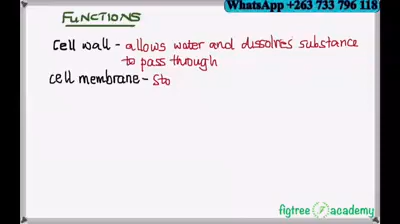 WhatsApp +263 733 796 118
FUNCTIONS
Cell wall - allows water and dissolves substance
to pass through
cell membrane - sto
figtree academy